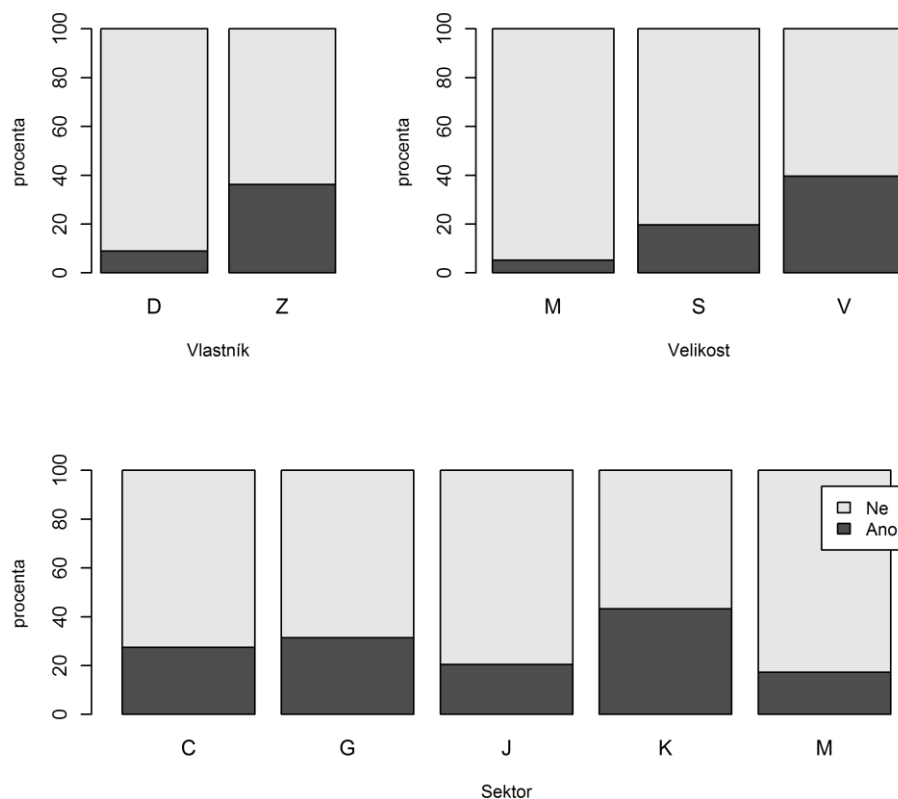 procenta
0 20 40 60 80 100
D Z
Vlastník
procenta
0 20 40 60 80 100
M S V
Velikost
procenta
0 20 40 60 80 100
C G J K M
Sektor
Ne
Ano